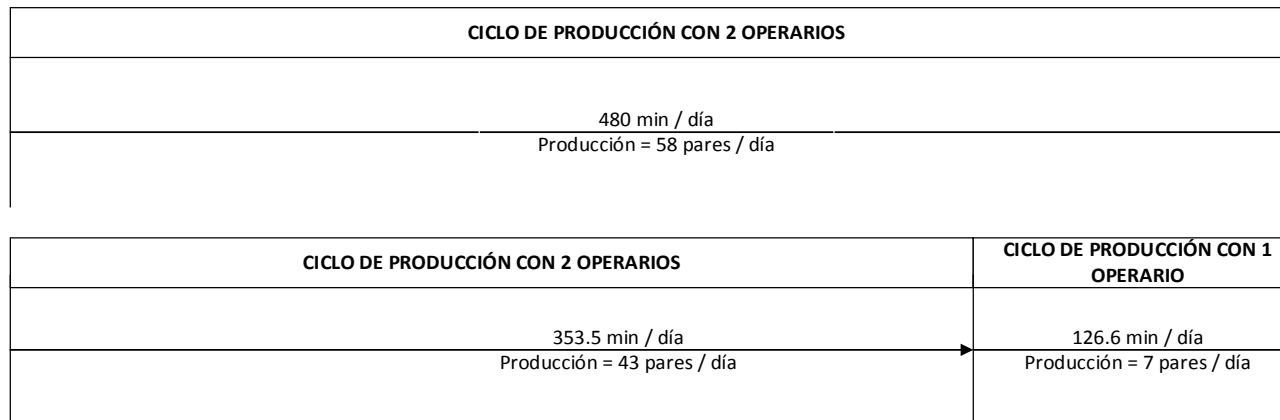 CICLO DE PRODUCCIÓN CON 2 OPERARIOS
480 min / día
Producción = 58 pares / día
CICLO DE PRODUCCIÓN CON 2 OPERARIOS
CICLO DE PRODUCCIÓN CON 1
OPERARIO
353.5 min / día
126.6 min / día
Producción = 43 pares / día
Producción = 7 pares / día